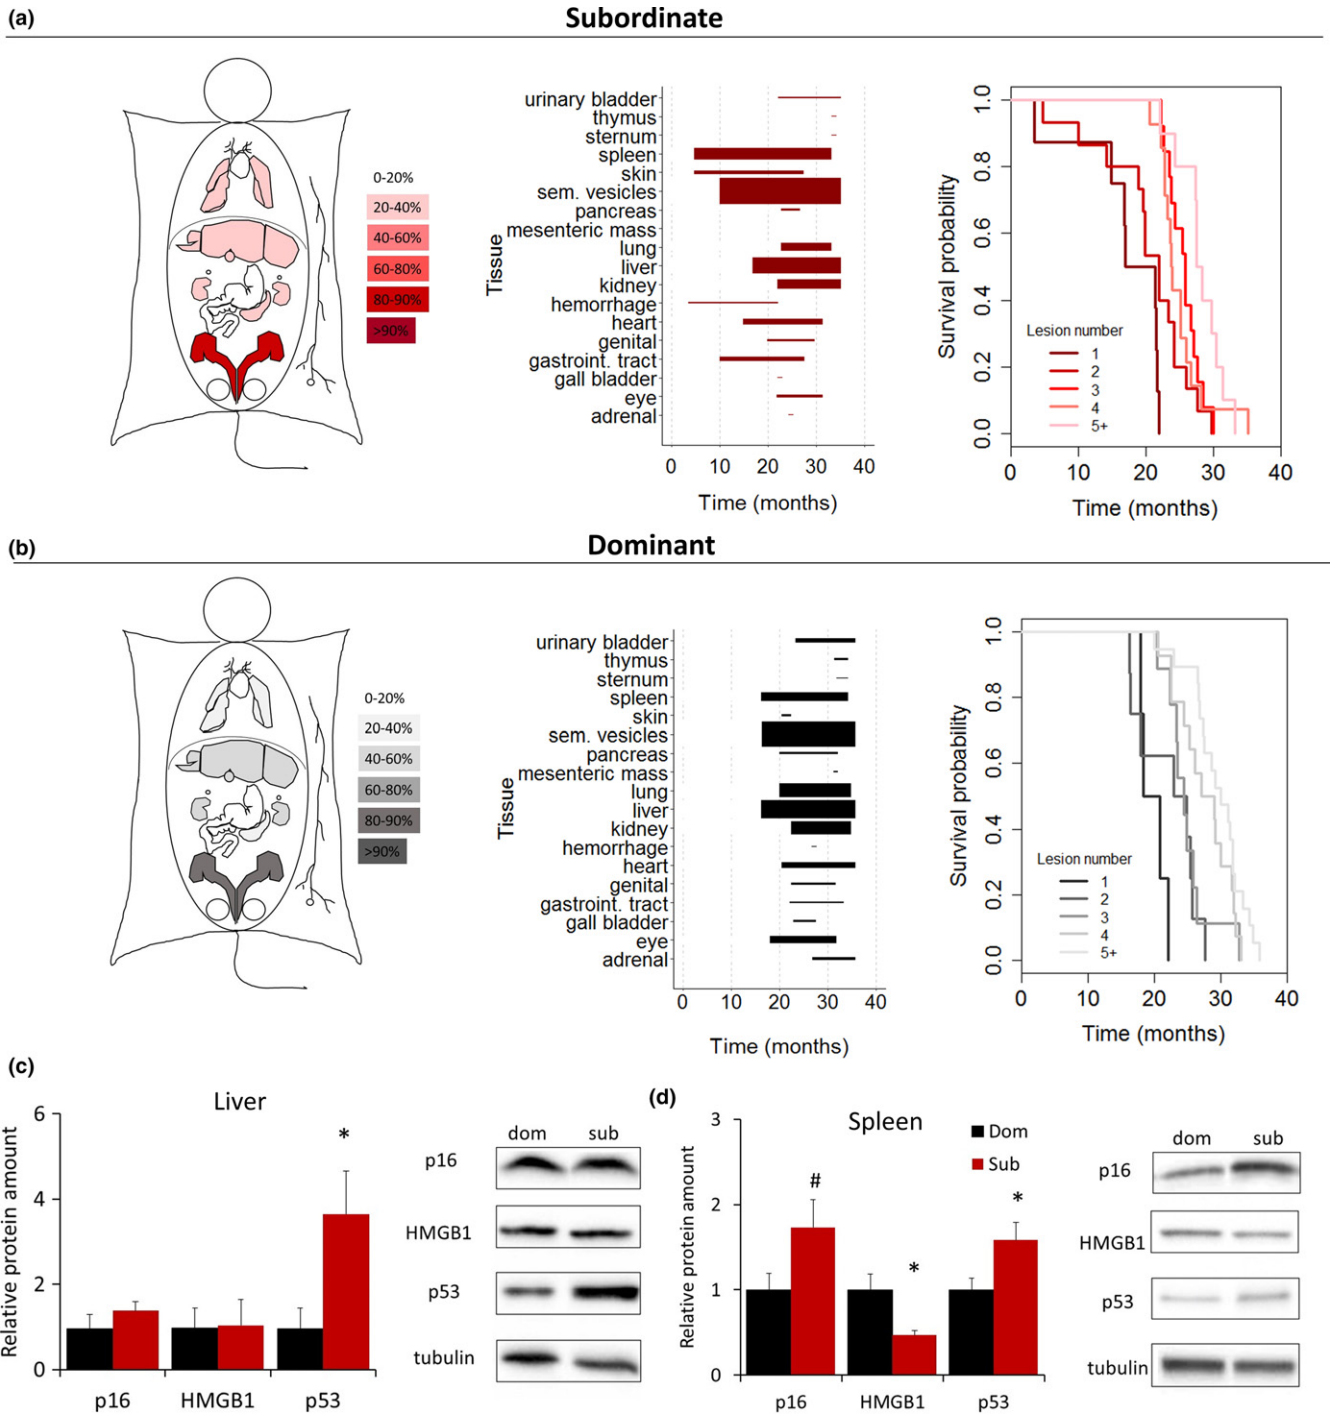 (a)
Subordinate
0-20%
20-40%
40-60%
60-80%
80-90%
>90%
Tissue
urinary bladder
thymus
sternum
spleen
skin
sem. vesicles
pancreas
mesenteric mass
lung
liver
kidney
hemorrhage
heart
genital
gastroint. tract
gall bladder
eye
adrenal
0 10 20 30 40
Time (months)
Survival probability
1.0
0.8
0.6
0.4
0.2
0.0
Lesion number
1
2
3
4
5+
0 10 20 30 40
Time (months)
(b)
Dominant
0-20%
20-40%
40-60%
60-80%
80-90%
>90%
Tissue
urinary bladder
thymus
sternum
spleen
skin
sem. vesicles
pancreas
mesenteric mass
lung
liver
kidney
hemorrhage
heart
genital
gastroint. tract
gall bladder
eye
adrenal
0 10 20 30 40
Time (months)
Survival probability
1.0
0.8
0.6
0.4
0.2
0.0
Lesion number
1
2
3
4
5+
0 10 20 30 40
Time (months)
(c)
Liver
Relative protein amount
6
4
2
0
*
p16 HMGB1 p53
dom sub
p16
HMGB1
p53
tubulin
(d)
Spleen
Relative protein amount
3
2
1
0
Dom
Sub
#
*
*
p16 HMGB1 p53
dom sub
p16
HMGB1
p53
tubulin